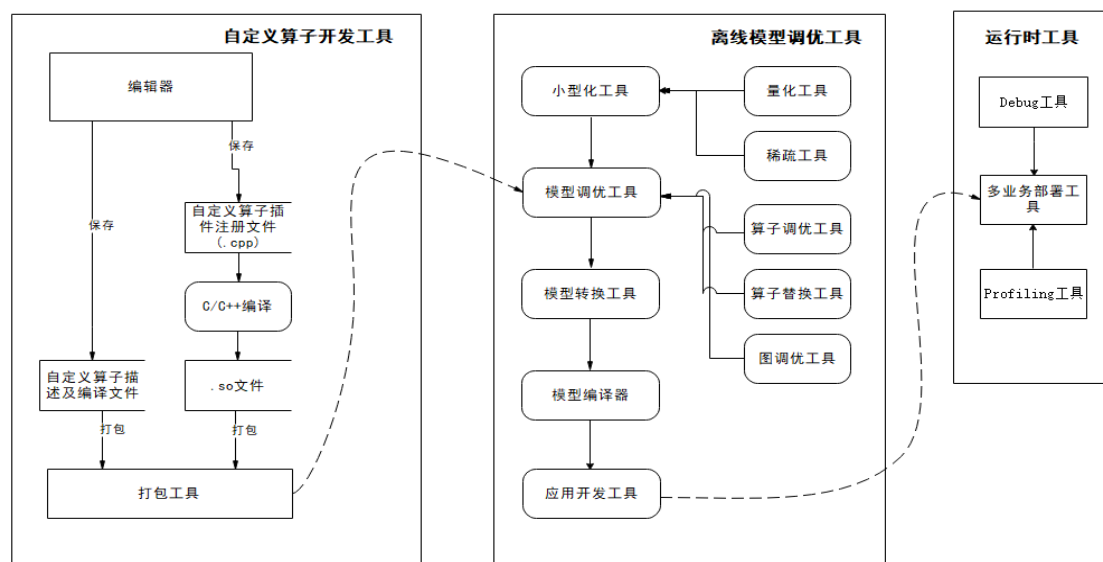 自定义算子开发工具
编辑器
保存
保存
自定义算子插
件注册文件
(.cpp)
C/C++编译
自定义算子描
述及编译文件
.so文件
打包
打包
打包工具
离线模型调优工具
小型化工具
量化工具
稀疏工具
模型调优工具
算子调优工具
模型转换工具
算子替换工具
图调优工具
模型编译器
应用开发工具
运行时工具
Debug工具
多业务部署工
具
Profiling工具